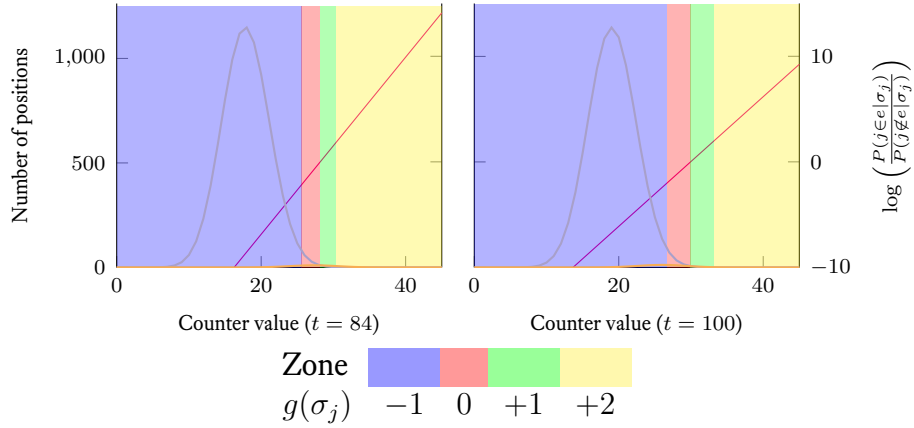 Number of positions
1,000
500
0
0
20
40
Counter value (t = 84)
0
20
40
Counter value (t = 100)
10
0
−10
log (P(j∈e|σ_j) / P(j∉e|σ_j))
Zone
g(σ_j) −1 0 +1 +2